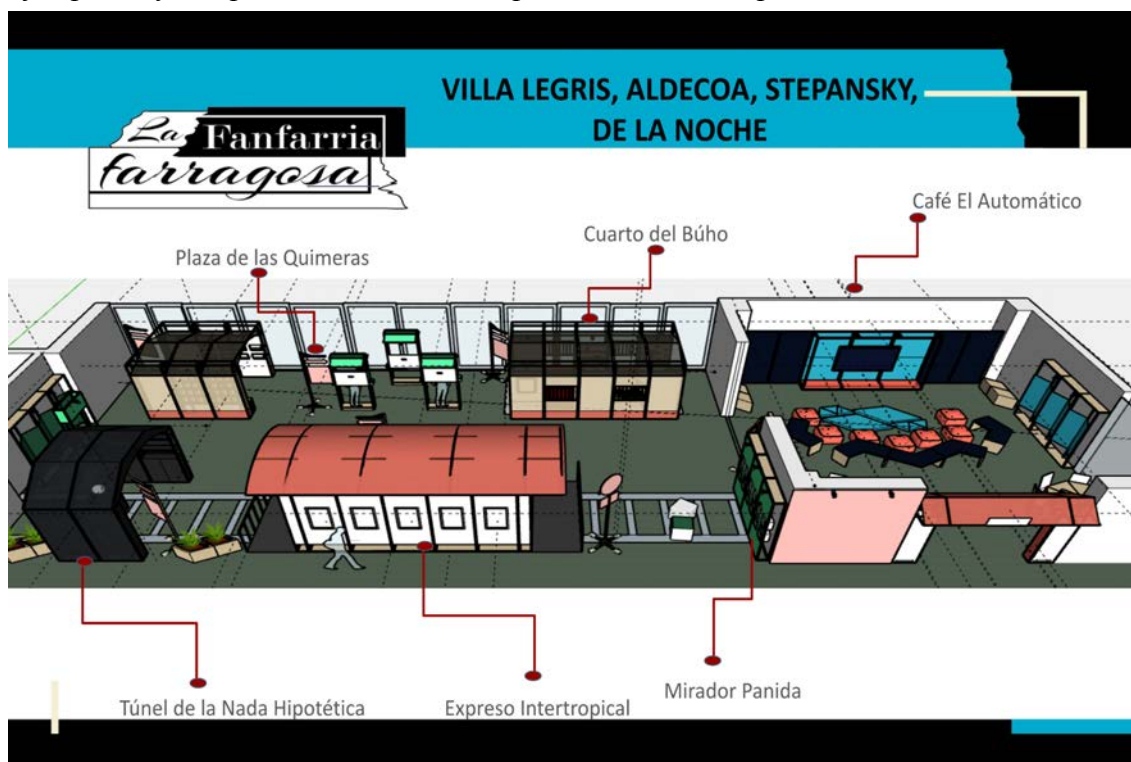 VILLA LEGRIS, ALDECOA, STEPANSKY,
DE LA NOCHE
La Fanfarria
farragosa
Café El Automático
Cuarto del Búho
Plaza de las Quimeras
Mirador Panida
Túnel de la Nada Hipotética
Expreso Intertropical